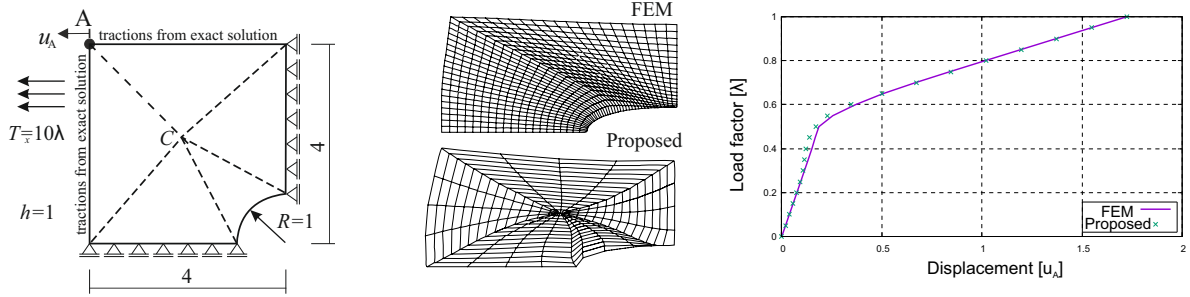 A
u_A
tractions from exact solution
tractions from exact solution
T_x=10λ
C
4
h=1
R=1
4
FEM
Proposed
1
0.8
0.6
0.4
0.2
0
0
0.5
1
1.5
2
Load factor [λ]
Displacement [u_A]
FEM
Proposed